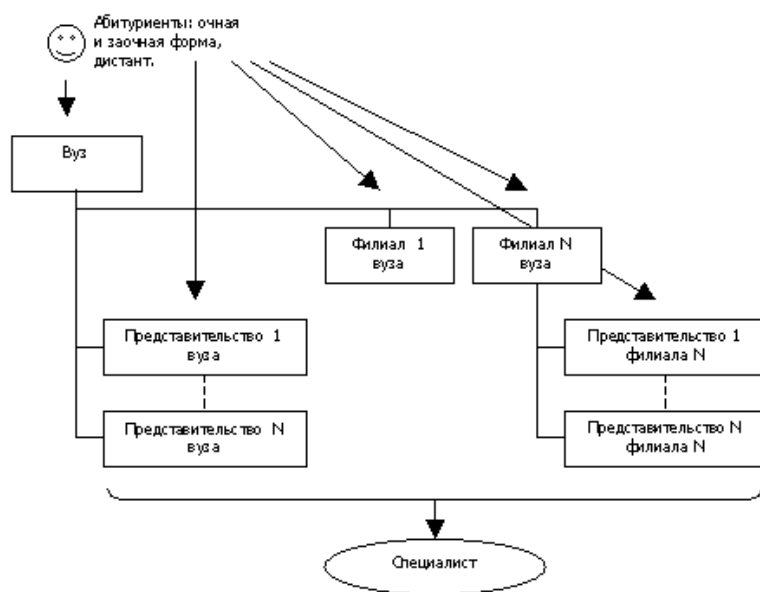 Абитуриенты: очная
и заочная форма,
дистант.
Вуз
Филиал 1
вуза
Филиал N
вуза
Представительство 1
вуза
Представительство 1
филиала N
Представительство N
вуза
Представительство N
филиала N
Специалист